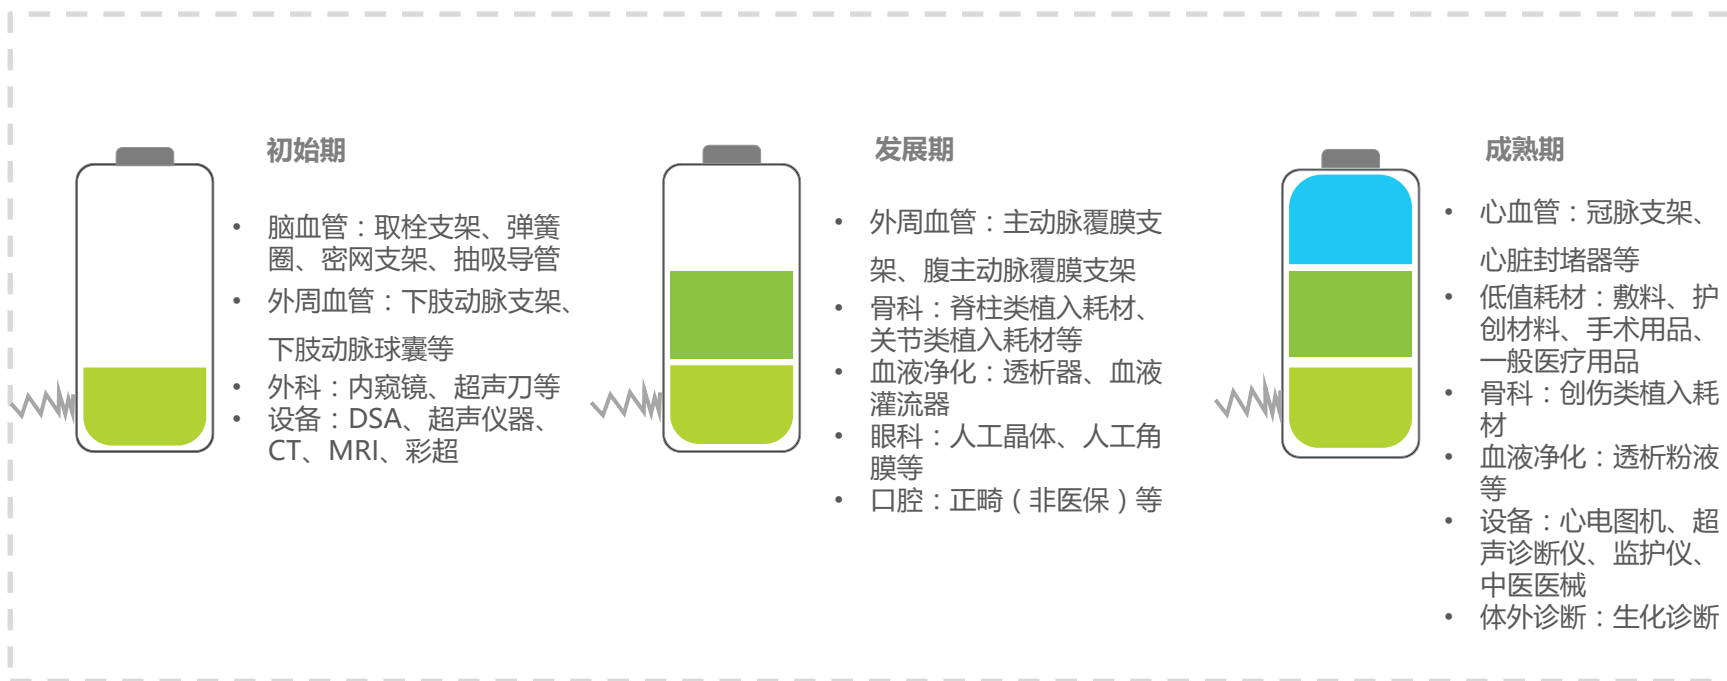 初始期
• 脑血管：取栓支架、弹簧
圈、密网支架、抽吸导管
• 外周血管：下肢动脉支架、
下肢动脉球囊等
• 外科：内窥镜、超声刀等
• 设备：DSA、超声仪器、
CT、MRI、彩超
发展期
• 外周血管：主动脉覆膜支
架、腹主动脉覆膜支架
• 骨科：脊柱类植入耗材、
关节类植入耗材等
• 血液净化：透析器、血液
灌流器
• 眼科：人工晶体、人工角
膜等
• 口腔：正畸（非医保）等
成熟期
• 心血管：冠脉支架、
心脏封堵器等
• 低值耗材：敷料、护
创材料、手术用品、
一般医疗用品
• 骨科：创伤类植入耗
材
• 血液净化：透析粉液
等
• 设备：心电图机、超
声诊断仪、监护仪、
中医医械
• 体外诊断：生化诊断